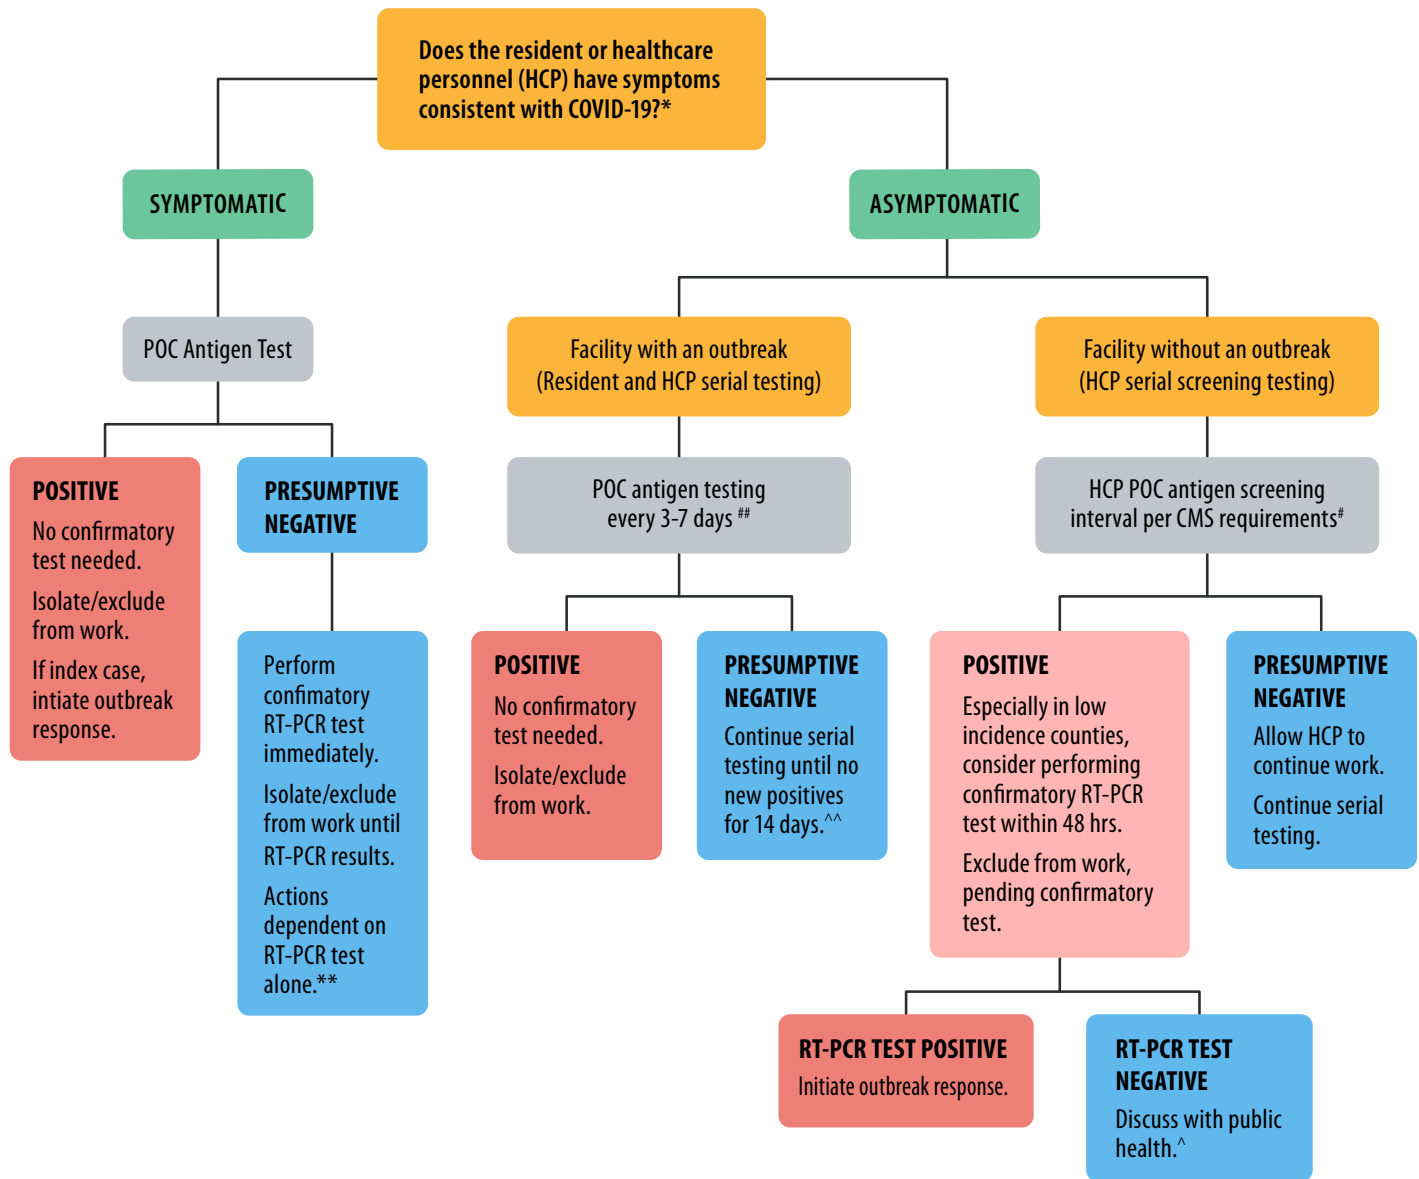 Does the resident or healthcare
personnel (HCP) have symptoms
consistent with COVID-19?*
SYMPTOMATIC
ASYMPTOMATIC
POC Antigen Test
Facility with an outbreak
(Resident and HCP serial testing)
Facility without an outbreak
(HCP serial screening testing)
POSITIVE
No confirmatory
test needed.
Isolate/exclude
from work.
If index case,
intiate outbreak
response.
PRESUMPTIVE
NEGATIVE
Perform
confimatory
RT-PCR test
immediately.
Isolate/exclude
from work until
RT-PCR results.
Actions
dependent on
RT-PCR test
alone.**
POC antigen testing
every 3-7 days ##
HCP POC antigen screening
interval per CMS requirements#
POSITIVE
No confirmatory
test needed.
Isolate/exclude
from work.
PRESUMPTIVE
NEGATIVE
Continue serial
testing until no
new positives
for 14 days.^^
POSITIVE
Especially in low
incidence counties,
consider performing
confirmatory RT-PCR
test within 48 hrs.
Exclude from work,
pending confirmatory
test.
PRESUMPTIVE
NEGATIVE
Allow HCP to
continue work.
Continue serial
testing.
RT-PCR TEST POSITIVE
Initiate outbreak response.
RT-PCR TEST
NEGATIVE
Discuss with public
health.^